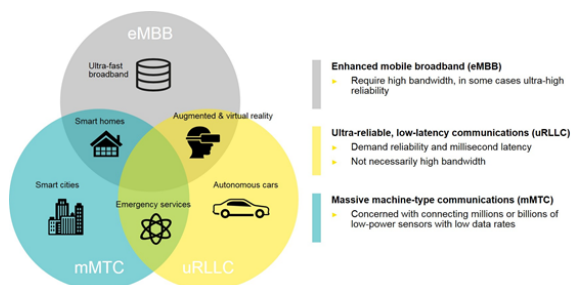 eMBB
Ultra-fast
broadband
Smart homes
Augmented & virtual reality
Smart cities
Emergency services
Autonomous cars
mMTC
uRLLC
Enhanced mobile broadband (eMBB)
Require high bandwidth, in some cases ultra-high
reliability
Ultra-reliable, low-latency communications (uRLLC)
Demand reliability and millisecond latency
Not necessarily high bandwidth
Massive machine-type communications (mMTC)
Concerned with connecting millions or billions of
low-power sensors with low data rates